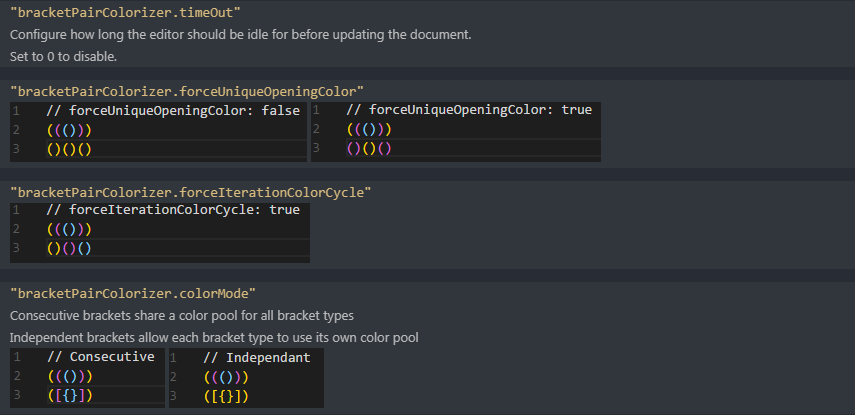 "bracketPairColorizer.timeOut"
Configure how long the editor should be idle for before updating the document.
Set to 0 to disable.
"bracketPairColorizer.forceUniqueOpeningColor"
1 // forceUniqueOpeningColor: false
2 ((()))
3 ()()()
1 // forceUniqueOpeningColor: true
2 ((()))
3 ()()()
"bracketPairColorizer.forceIterationColorCycle"
1 // forceIterationColorCycle: true
2 ((()))
3 ()()()
"bracketPairColorizer.colorMode"
Consecutive brackets share a color pool for all bracket types
Independent brackets allow each bracket type to use its own color pool
1 // Consecutive
2 ((()))
3 ([{}])
1 // Independant
2 ((()))
3 ([{}])